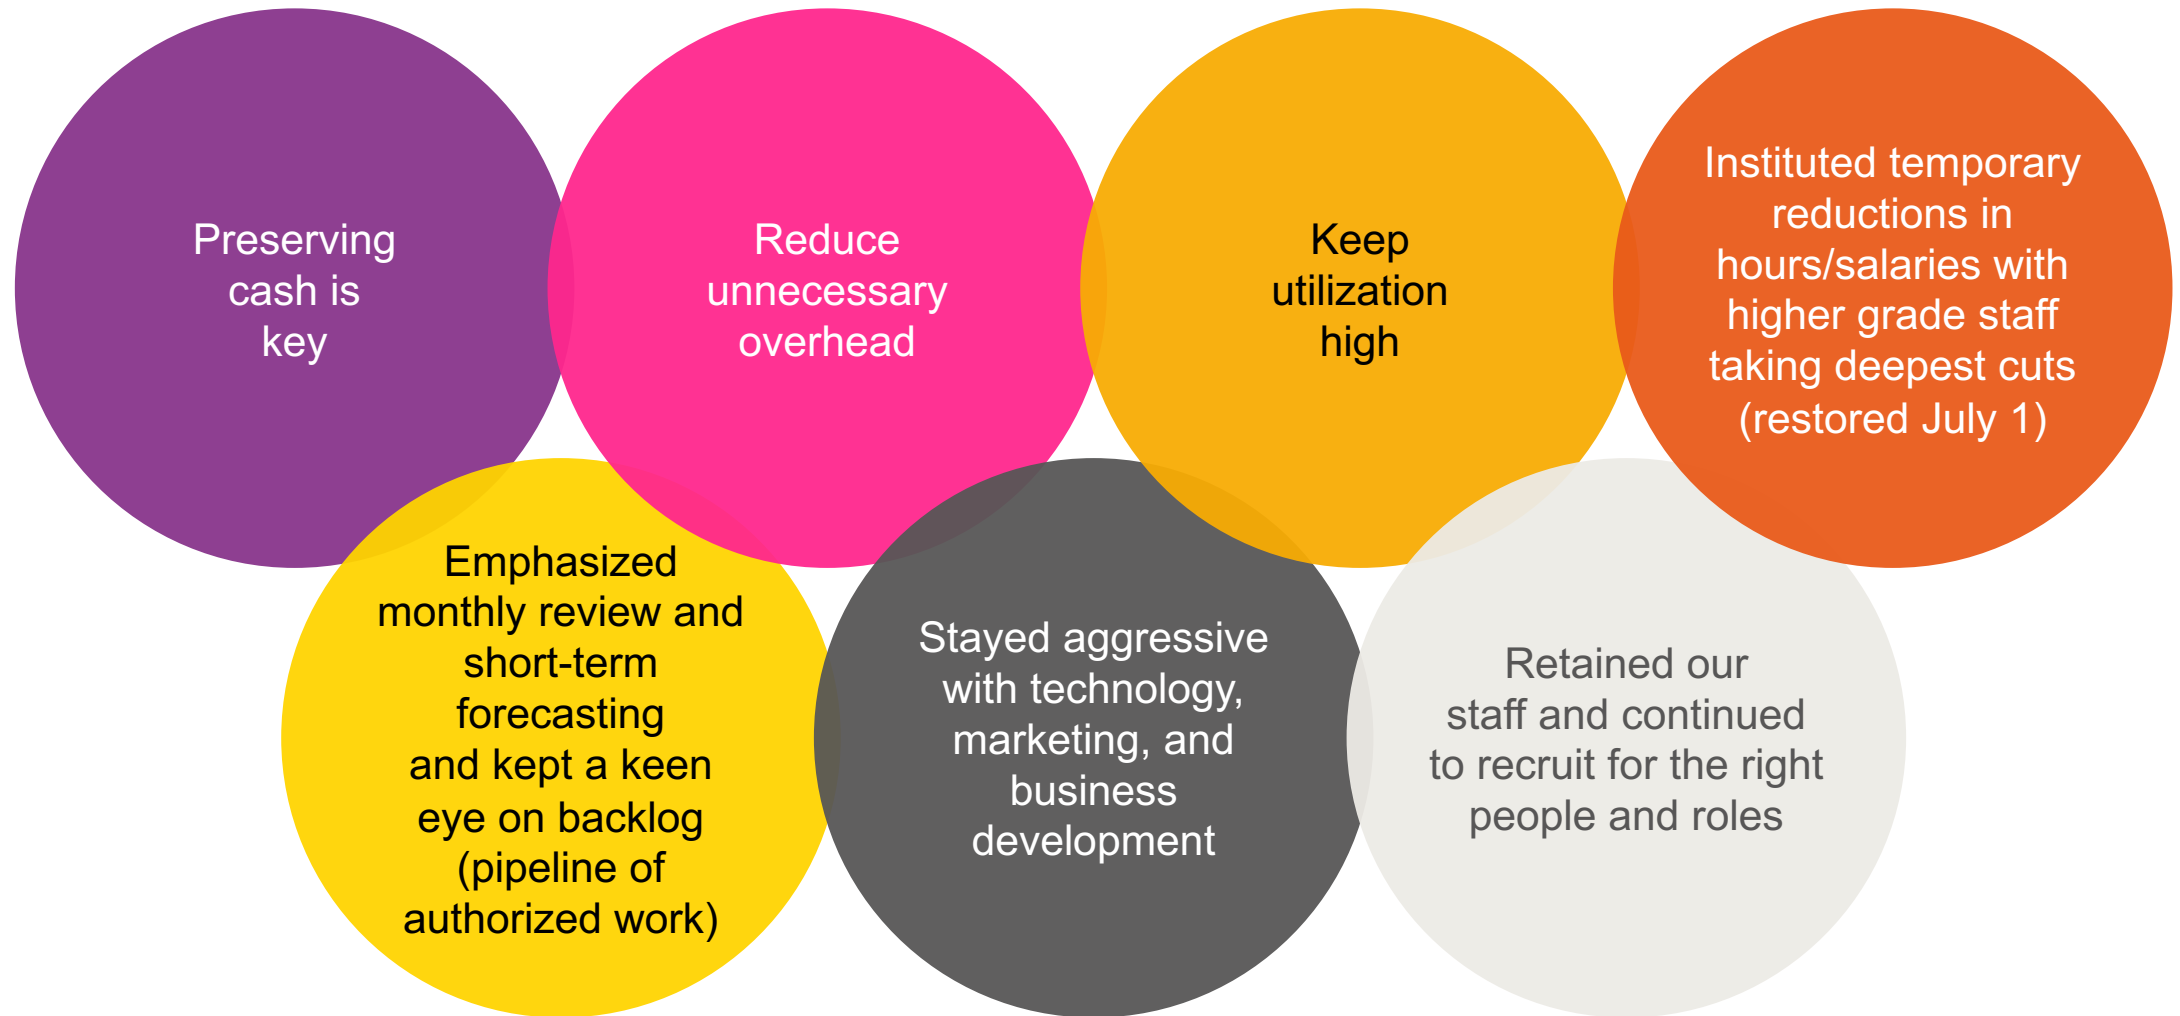 Preserving
cash is
key
Reduce
unnecessary
overhead
Keep
utilization
high
Instituted temporary
reductions in
hours/salaries with
higher grade staff
taking deepest cuts
(restored July 1)
Emphasized
monthly review and
short-term
forecasting
and kept a keen
eye on backlog
(pipeline of
authorized work)
Stayed aggressive
with technology,
marketing, and
business
development
Retained our
staff and continued
to recruit for the right
people and roles